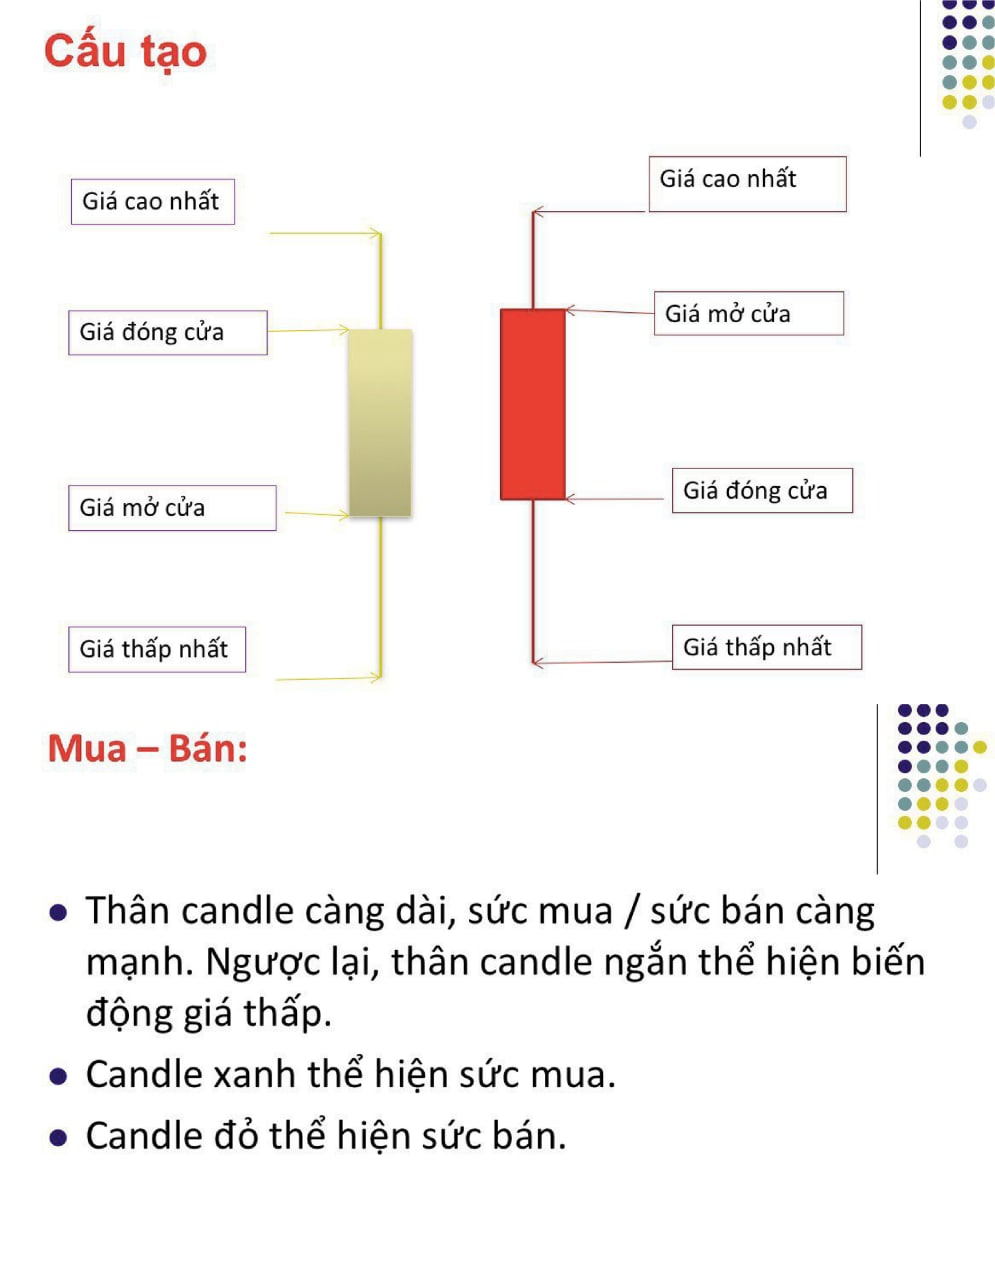 Cấu tạo
Giá cao nhất
Giá cao nhất
Giá mở cửa
Giá đóng cửa
Giá đóng cửa
Giá mở cửa
Giá thấp nhất
Giá thấp nhất
Mua – Bán:
Thân candle càng dài, sức mua / sức bán càng
mạnh. Ngược lại, thân candle ngắn thể hiện biến
động giá thấp.
Candle xanh thể hiện sức mua.
Candle đỏ thể hiện sức bán.